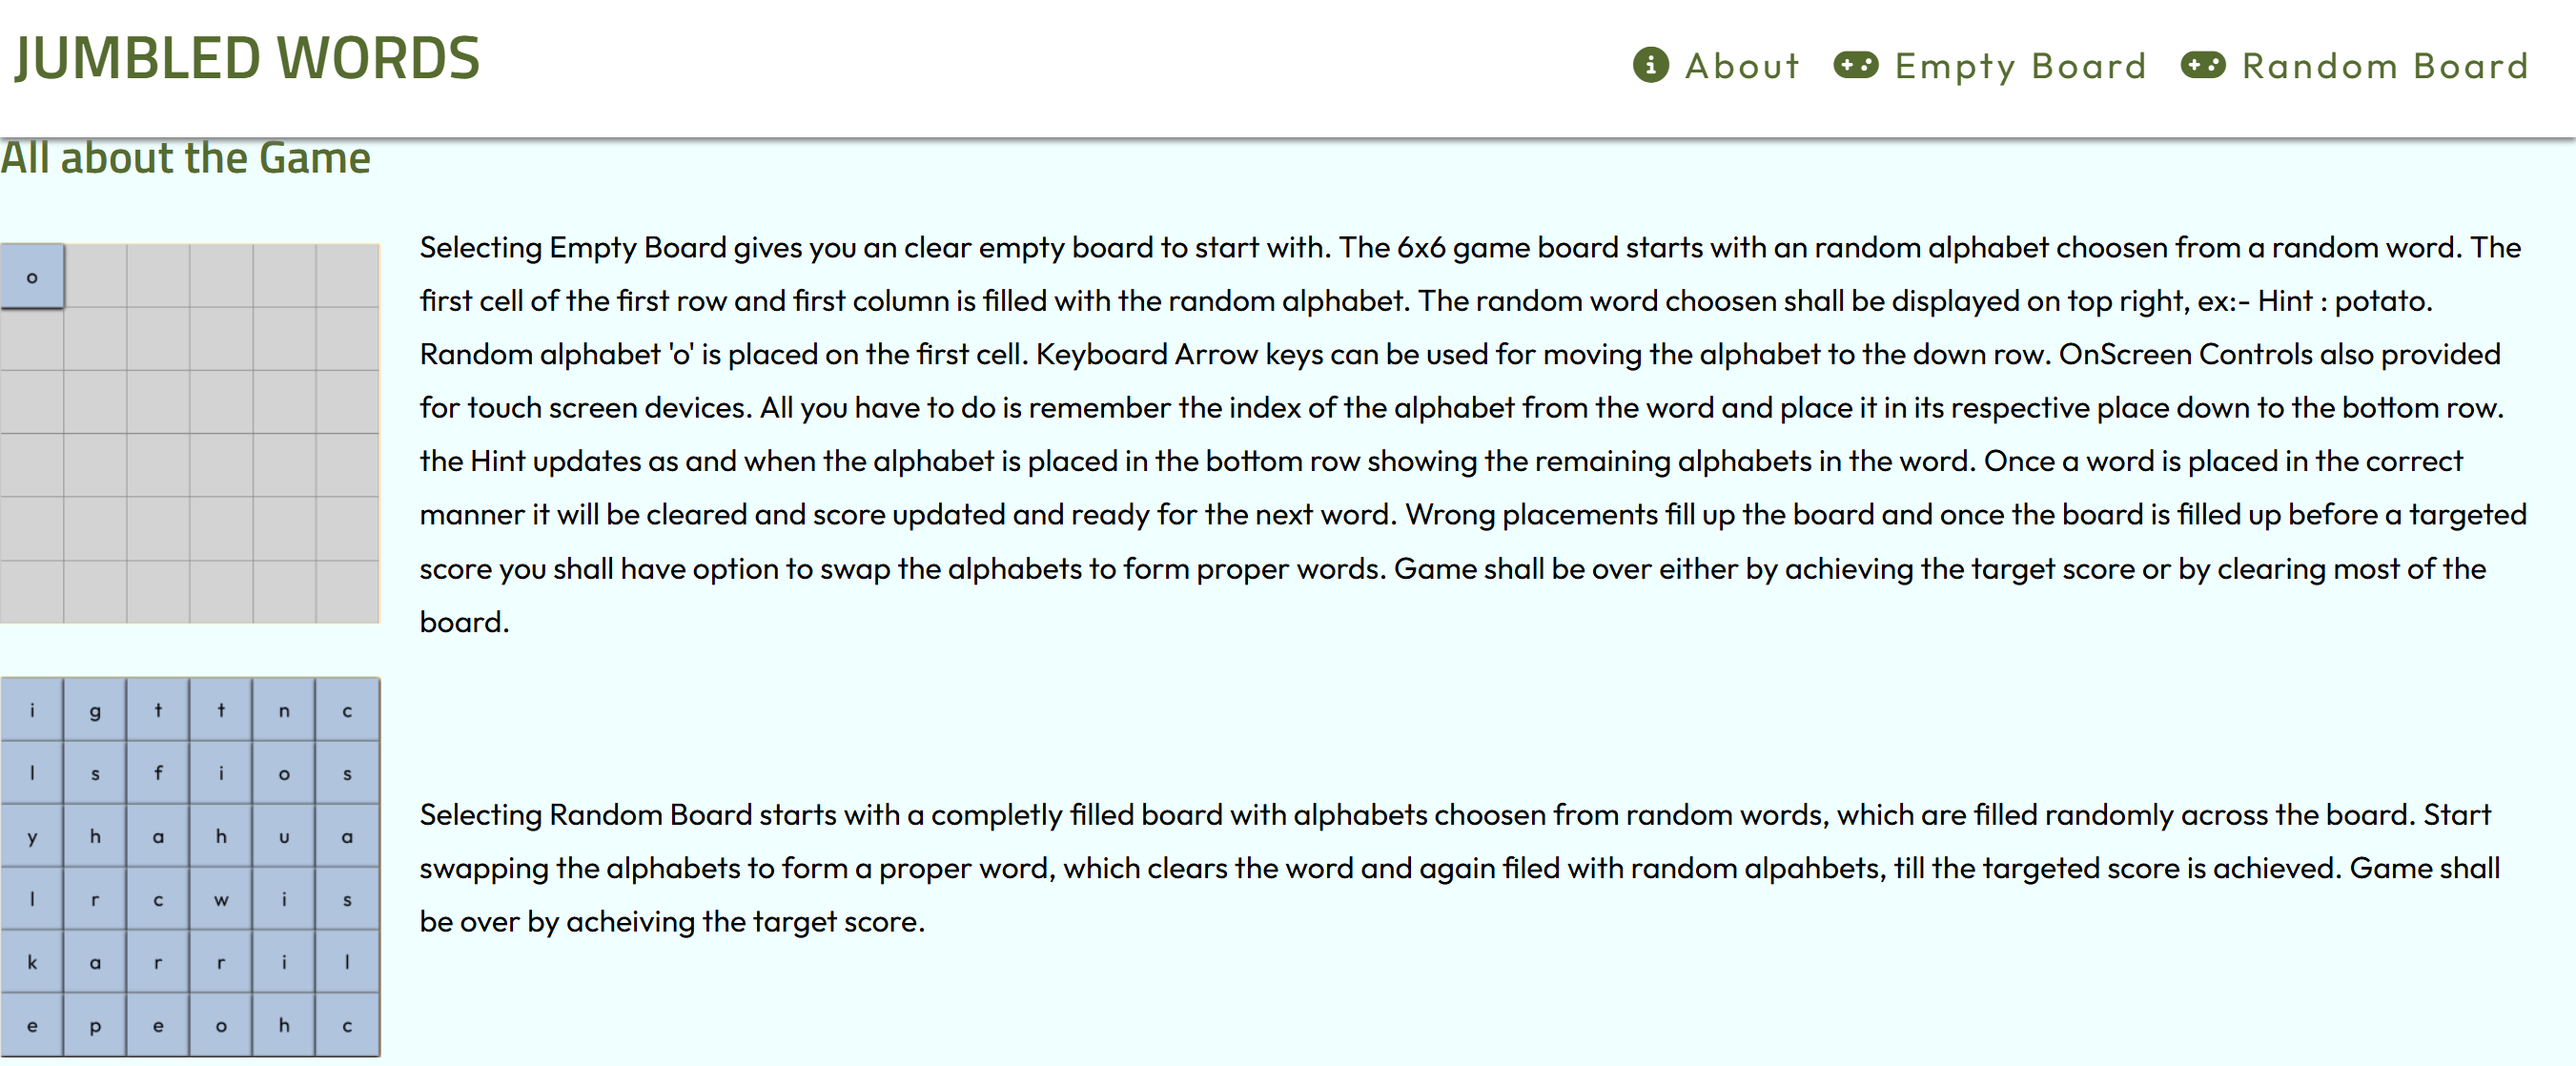 JUMBLED WORDS
About Empty Board Random Board
All about the Game
o
Selecting Empty Board gives you an clear empty board to start with. The 6x6 game board starts with an random alphabet choosen from a random word. The
first cell of the first row and first column is filled with the random alphabet. The random word choosen shall be displayed on top right, ex:- Hint : potato.
Random alphabet 'o' is placed on the first cell. Keyboard Arrow keys can be used for moving the alphabet to the down row. OnScreen Controls also provided
for touch screen devices. All you have to do is remember the index of the alphabet from the word and place it in its respective place down to the bottom row.
the Hint updates as and when the alphabet is placed in the bottom row showing the remaining alphabets in the word. Once a word is placed in the correct
manner it will be cleared and score updated and ready for the next word. Wrong placements fill up the board and once the board is filled up before a targeted
score you shall have option to swap the alphabets to form proper words. Game shall be over either by achieving the target score or by clearing most of the
board.
i g t t n c
l s f i o s
y h a h u a
l r c w i s
k a r r i l
e p e o h c
Selecting Random Board starts with a completly filled board with alphabets choosen from random words, which are filled randomly across the board. Start
swapping the alphabets to form a proper word, which clears the word and again filed with random alpahbets, till the targeted score is achieved. Game shall
be over by acheiving the target score.